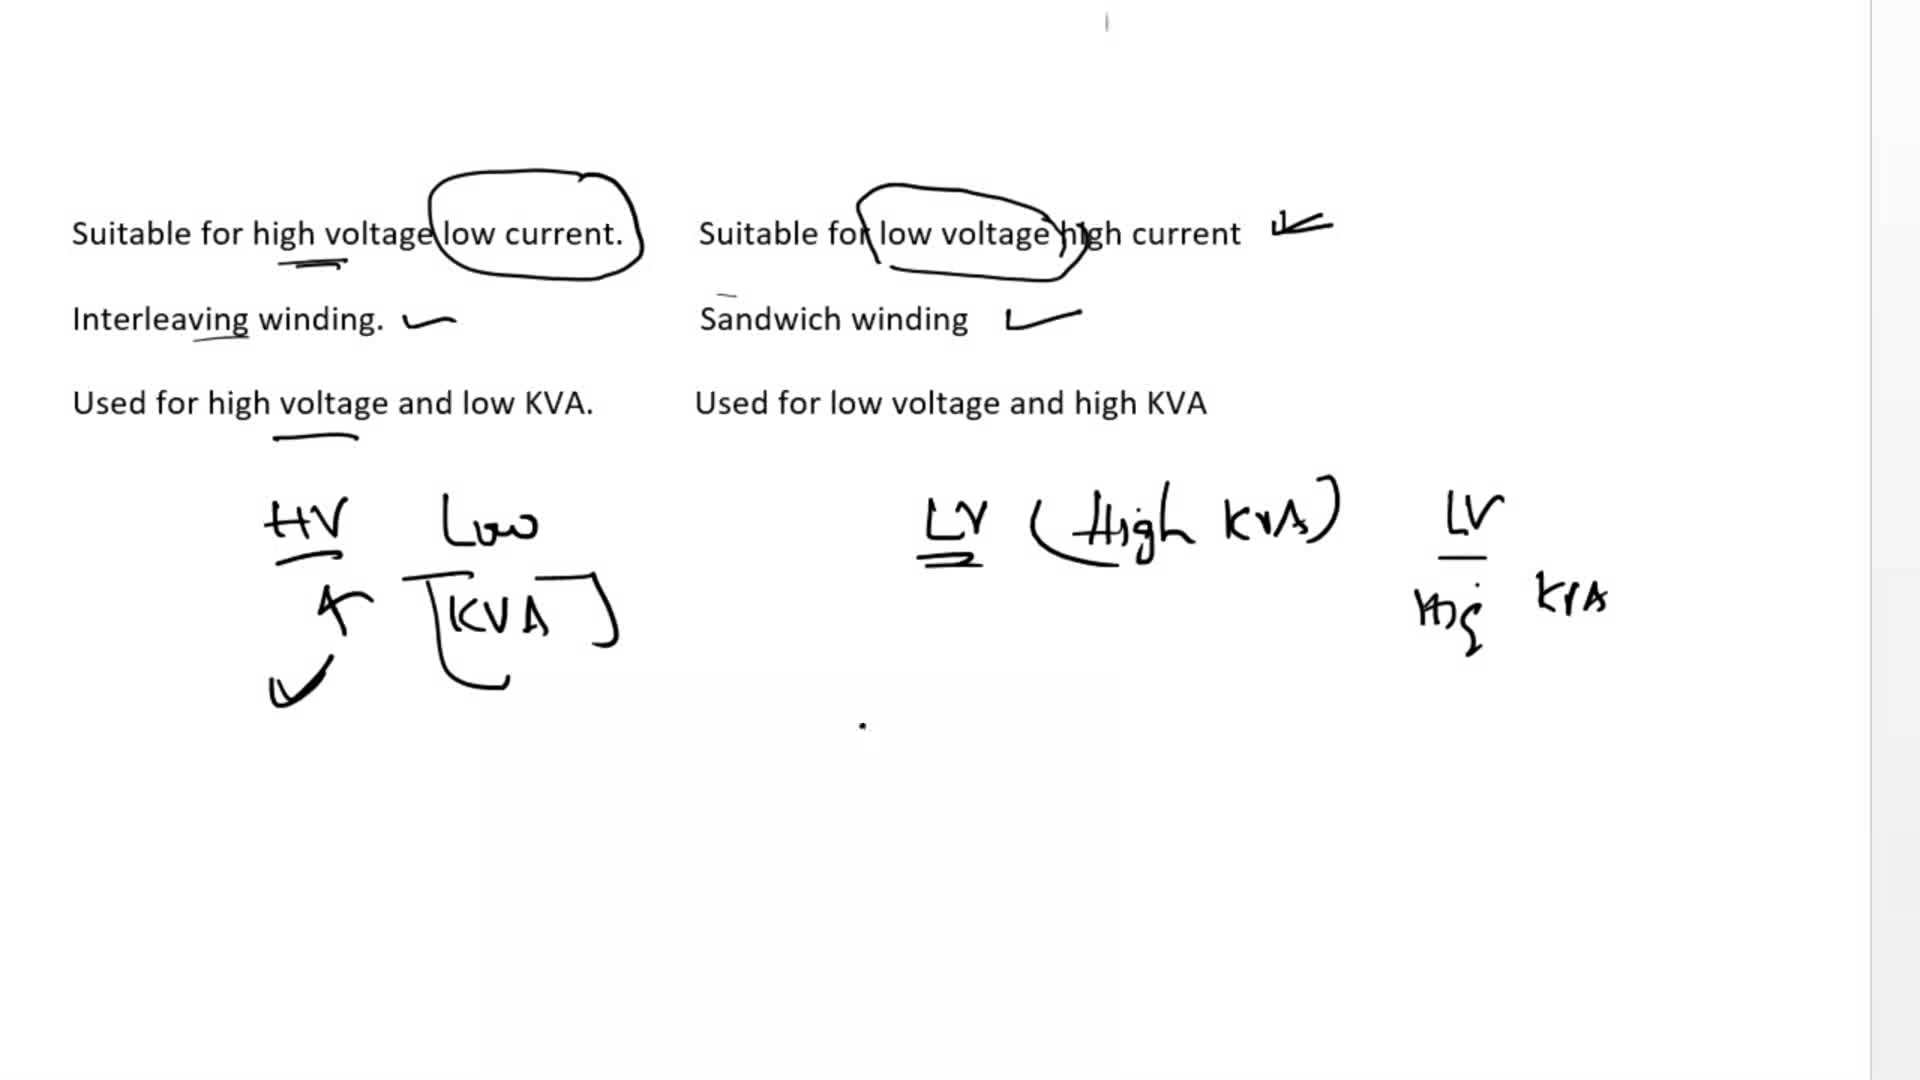 Suitable for high voltage low current. Suitable for low voltage high current
Interleaving winding. Sandwich winding
Used for high voltage and low KVA. Used for low voltage and high KVA
HV Low LV (High KVA) LV
KVA KVA